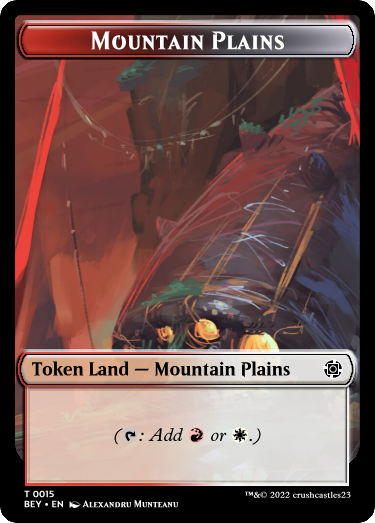 Mountain Plains
Token Land — Mountain Plains
(: Add or .)
T 0015
BEY • EN Alexandru Munteanu
™&© 2022 crushcastles23